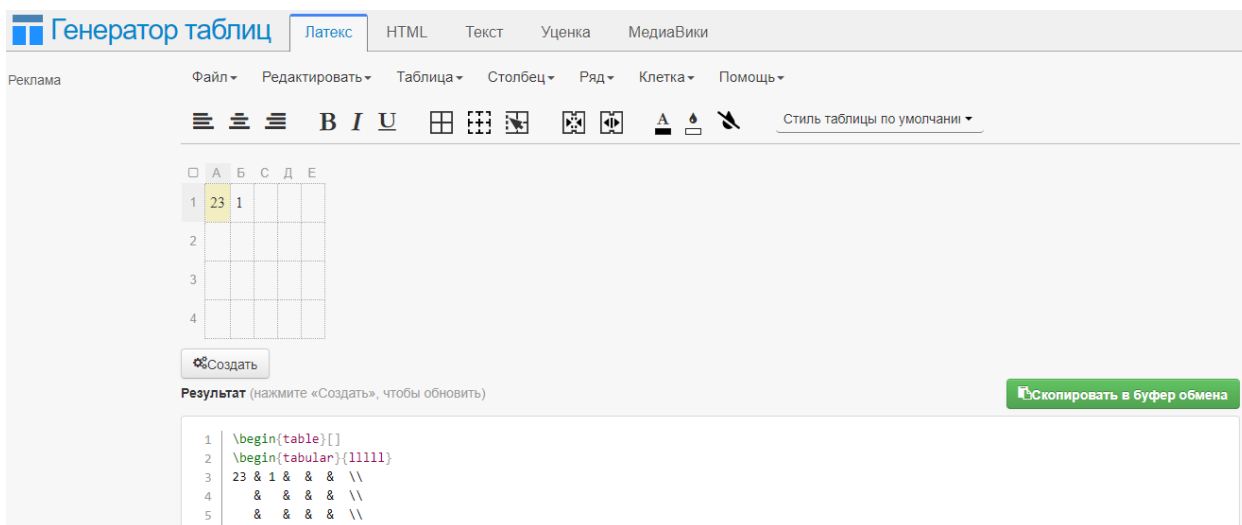 Генератор таблиц Латекс HTML Текст Уценка МедиаВики
Реклама
Файл Редактировать Таблица Столбец Ряд Клетка Помощь
B I U A Стиль таблицы по умолчани
А Б С Д Е
1 23 1
2
3
4
Создать
Результат (нажмите «Создать», чтобы обновить) Скопировать в буфер обмена
1 \begin{table}[]
2 \begin{tabular}{lllll}
3 23 & 1 & & & \\
4 & & & & \\
5 & & & & \\